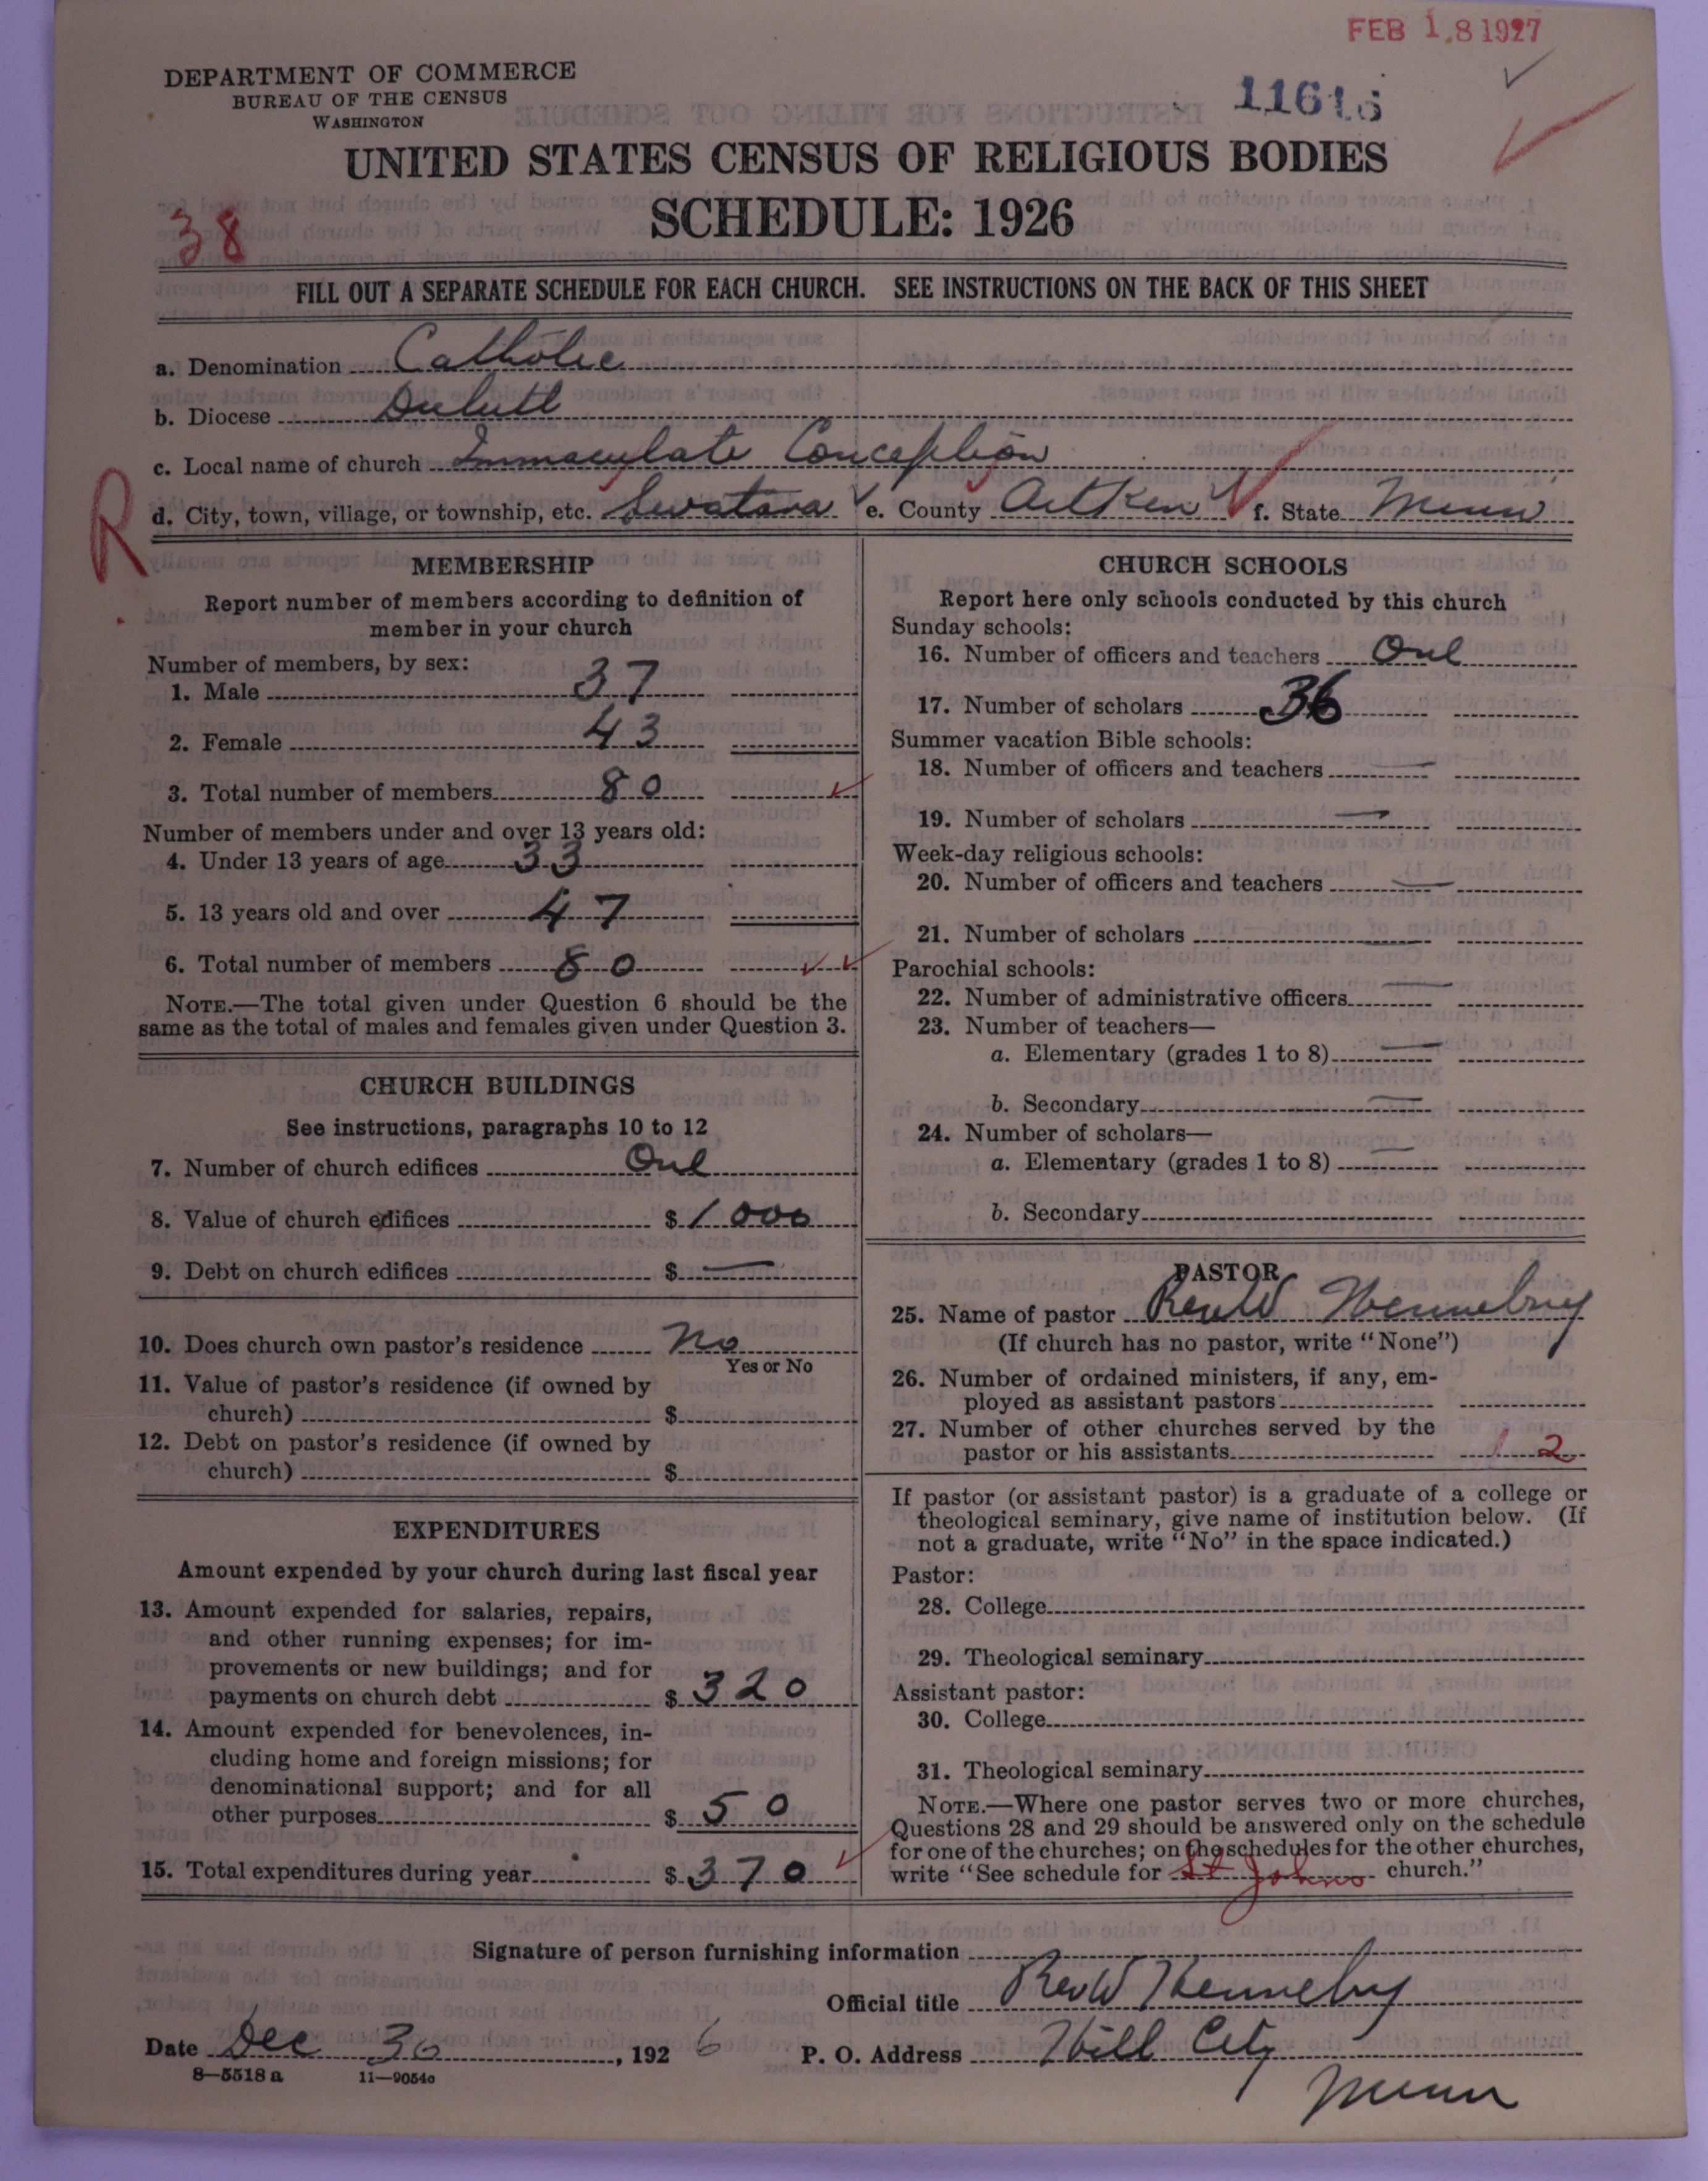 FEB 18 1927
DEPARTMENT OF COMMERCE
BUREAU OF THE CENSUS
WASHINGTON
11616
UNITED STATES CENSUS OF RELIGIOUS BODIES
SCHEDULE: 1926
38
FILL OUT A SEPARATE SCHEDULE FOR EACH CHURCH. SEE INSTRUCTIONS ON THE BACK OF THIS SHEET
a. Denomination Catholic
b. Diocese Duluth
c. Local name of church Immaculate Conception
R
d. City, town, village, or township, etc. Swatara e. County Aitken f. State Minn
MEMBERSHIP
Report number of members according to definition of
member in your church
Number of members, by sex:
1. Male 37
2. Female 43
3. Total number of members 80
Number of members under and over 13 years old:
4. Under 13 years of age 33
5. 13 years old and over 47
6. Total number of members 80
NOTE.—The total given under Question 6 should be the
same as the total of males and females given under Question 3.
CHURCH BUILDINGS
See instructions, paragraphs 10 to 12
7. Number of church edifices One
8. Value of church edifices $ 1000
9. Debt on church edifices $ —
10. Does church own pastor's residence No
Yes or No
11. Value of pastor's residence (if owned by
church) $
12. Debt on pastor's residence (if owned by
church) $
EXPENDITURES
Amount expended by your church during last fiscal year
13. Amount expended for salaries, repairs,
and other running expenses; for im-
provements or new buildings; and for
payments on church debt $ 320
14. Amount expended for benevolences, in-
cluding home and foreign missions; for
denominational support; and for all
other purposes $ 50
15. Total expenditures during year $ 370
CHURCH SCHOOLS
Report here only schools conducted by this church
Sunday schools:
16. Number of officers and teachers One
17. Number of scholars 36
Summer vacation Bible schools:
18. Number of officers and teachers —
19. Number of scholars —
Week-day religious schools:
20. Number of officers and teachers —
21. Number of scholars —
Parochial schools:
22. Number of administrative officers —
23. Number of teachers—
a. Elementary (grades 1 to 8) —
b. Secondary —
24. Number of scholars—
a. Elementary (grades 1 to 8) —
b. Secondary
PASTOR
25. Name of pastor Rev W Hennebry
(If church has no pastor, write "None")
26. Number of ordained ministers, if any, em-
ployed as assistant pastors
27. Number of other churches served by the
pastor or his assistants 2
If pastor (or assistant pastor) is a graduate of a college or
theological seminary, give name of institution below. (If
not a graduate, write "No" in the space indicated.)
Pastor:
28. College
29. Theological seminary
Assistant pastor:
30. College
31. Theological seminary
NOTE.—Where one pastor serves two or more churches,
Questions 28 and 29 should be answered only on the schedule
for one of the churches; on the schedules for the other churches,
write "See schedule for St Johns church."
Signature of person furnishing information
Official title Rev W Hennebry
Date Dec 30, 1926 P. O. Address Hill City
Minn
8—5518 a 11—9054c